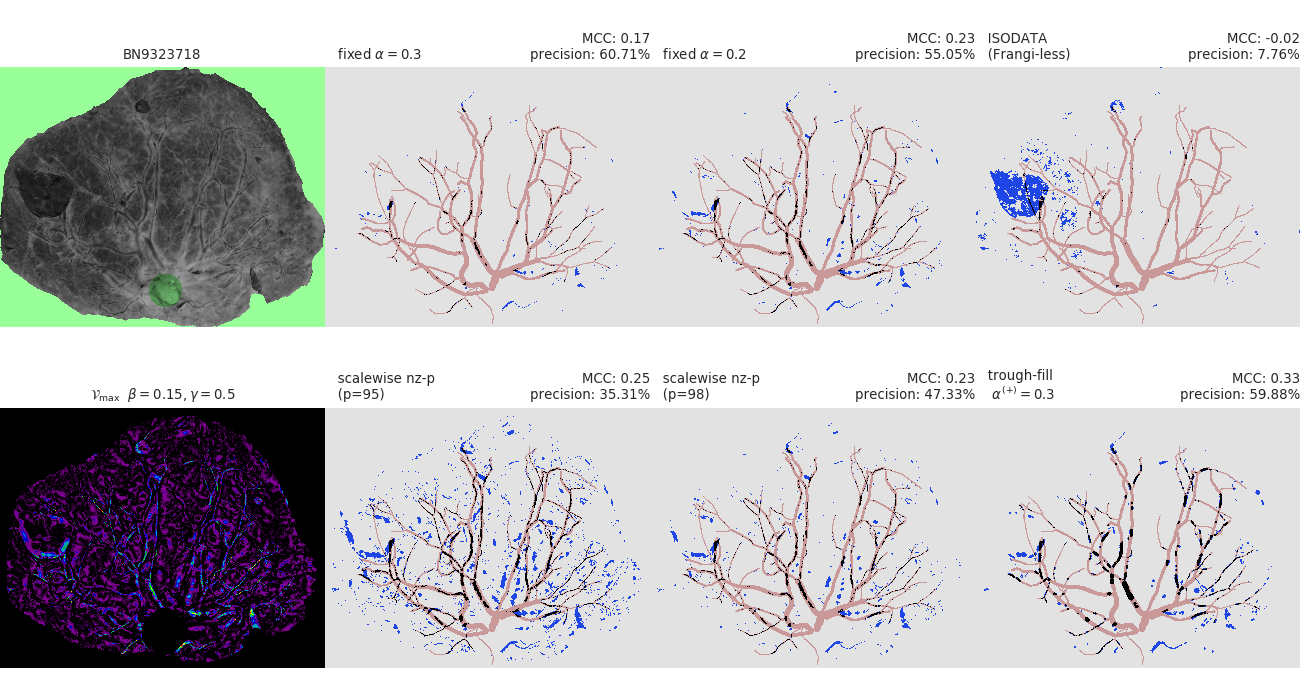 BN9323718
fixed α = 0.3
MCC: 0.17
precision: 60.71%
fixed α = 0.2
MCC: 0.23
precision: 55.05%
ISODATA
(Frangi-less)
MCC: -0.02
precision: 7.76%
𝒱max β = 0.15, γ = 0.5
scalewise nz-p
(p=95)
MCC: 0.25
precision: 35.31%
scalewise nz-p
(p=98)
MCC: 0.23
precision: 47.33%
trough-fill
α(+) = 0.3
MCC: 0.33
precision: 59.88%